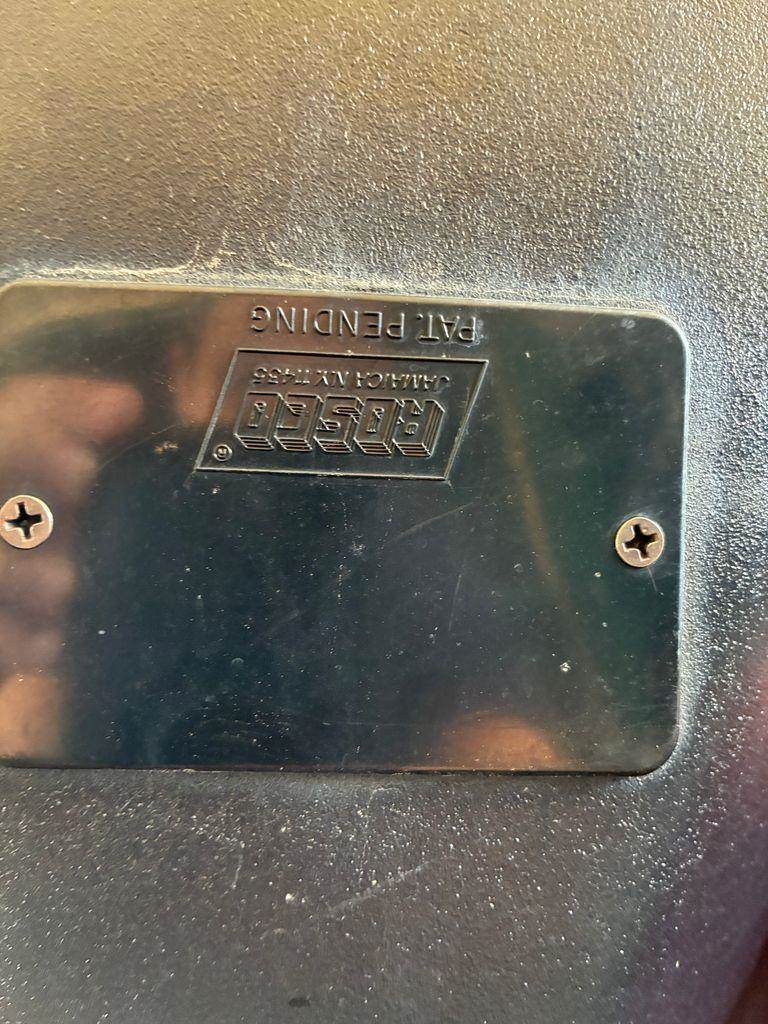 ROSCO ®
JAMAICA N.Y. 11435
PAT. PENDING